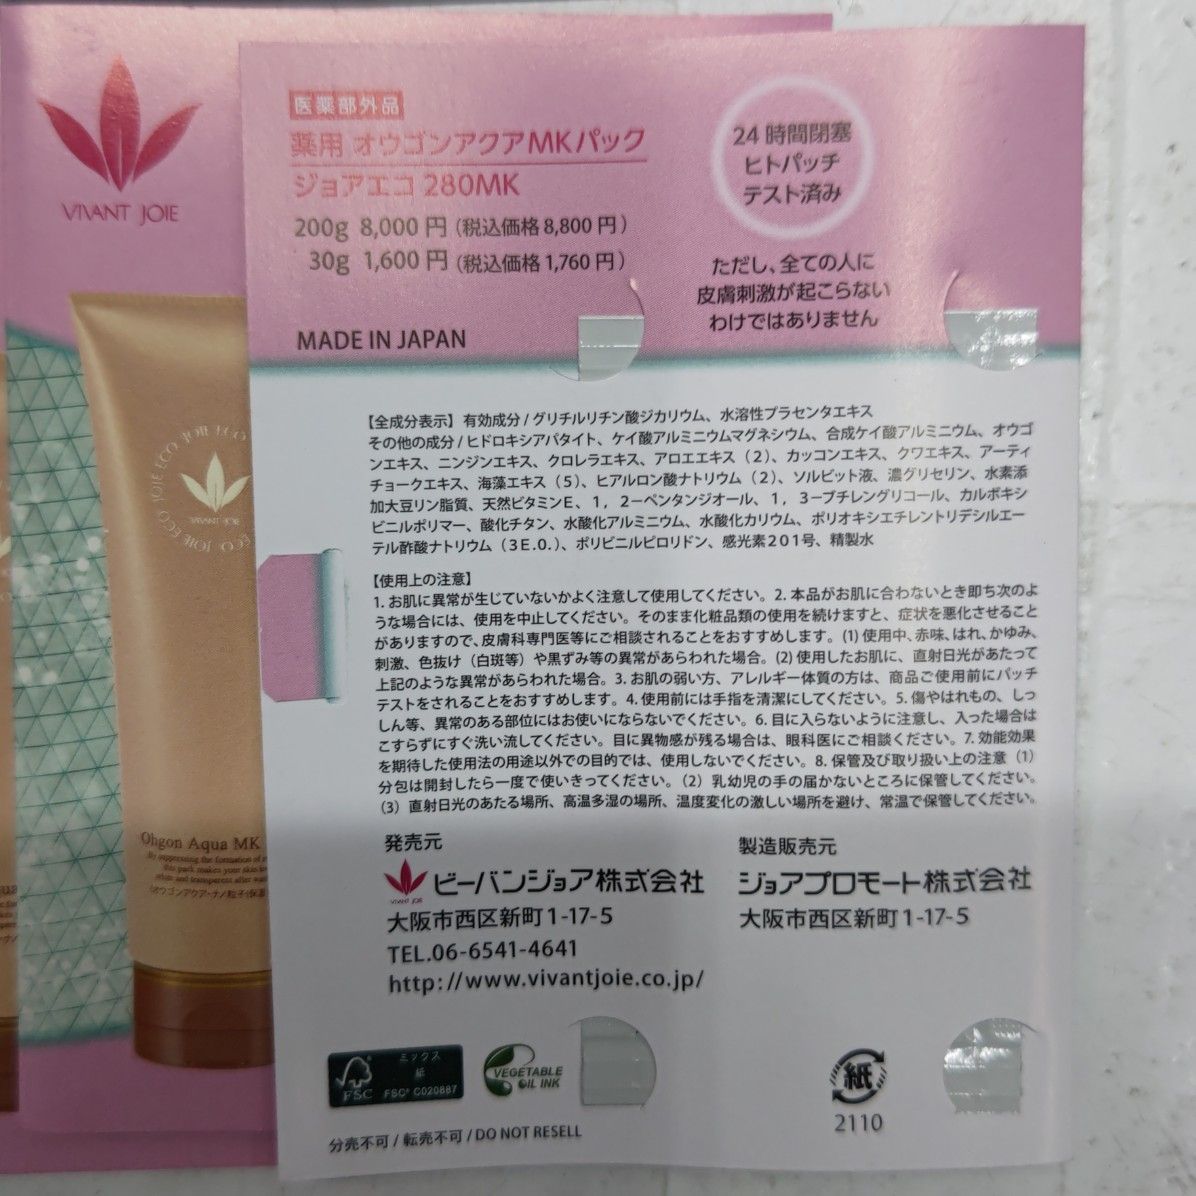 VIVANT JOIE
JOIE ECO JOIE ECO
VIVANT JOIE
ECO JOIE ECO
Ohgon Aqua MK
By suppressing the formation of
this pack makes your skin
white and transparent after
(オウゴンアクア・ナノ粒子(保湿
医薬部外品
薬用 オウゴンアクアMKパック
ジョアエコ 280MK
200g 8,000 円 (税込価格 8,800 円)
30g 1,600 円 (税込価格 1,760 円)
MADE IN JAPAN
24 時間閉塞
ヒトパッチ
テスト済み
ただし、全ての人に
皮膚刺激が起こらない
わけではありません
【全成分表示】有効成分 / グリチルリチン酸ジカリウム、水溶性プラセンタエキス
その他の成分 / ヒドロキシアパタイト、ケイ酸アルミニウムマグネシウム、合成ケイ酸アルミニウム、オウゴ
ンエキス、ニンジンエキス、クロレラエキス、アロエエキス（2）、カッコンエキス、クワエキス、アーティ
チョークエキス、海藻エキス（5）、ヒアルロン酸ナトリウム（2）、ソルビット液、濃グリセリン、水素添
加大豆リン脂質、天然ビタミンE、1，2－ペンタンジオール、1，3－ブチレングリコール、カルボキシ
ビニルポリマー、酸化チタン、水酸化アルミニウム、水酸化カリウム、ポリオキシエチレントリデシルエー
テル酢酸ナトリウム（3E.O.）、ポリビニルピロリドン、感光素201号、精製水
【使用上の注意】
1. お肌に異常が生じていないかよく注意して使用してください。2. 本品がお肌に合わないとき即ち次のよ
うな場合には、使用を中止してください。そのまま化粧品類の使用を続けますと、症状を悪化させること
がありますので、皮膚科専門医等にご相談されることをおすすめします。(1) 使用中、赤味、はれ、かゆみ、
刺激、色抜け（白斑等）や黒ずみ等の異常があらわれた場合。(2) 使用したお肌に、直射日光があたって
上記のような異常があらわれた場合。3. お肌の弱い方、アレルギー体質の方は、商品ご使用前にパッチ
テストをされることをおすすめします。4. 使用前には手指を清潔にしてください。5. 傷やはれもの、しっ
しん等、異常のある部位にはお使いにならないでください。6. 目に入らないように注意し、入った場合は
こすらずにすぐ洗い流してください。目に異物感が残る場合は、眼科医にご相談ください。7. 効能効果
を期待した使用法の用途以外での目的では、使用しないでください。8. 保管及び取り扱い上の注意（1）
分包は開封したら一度で使いきってください。（2）乳幼児の手の届かないところに保管してください。
（3）直射日光のあたる場所、高温多湿の場所、温度変化の激しい場所を避け、常温で保管してください。
発売元
VIVANT JOIE
ビーバンジョア株式会社
大阪市西区新町1-17-5
TEL.06-6541-4641
http://www.vivantjoie.co.jp/
製造販売元
ジョアプロモート株式会社
大阪市西区新町1-17-5
FSC
ミックス
紙
FSC® C020887
VEGETABLE
OIL INK
紙
2110
分売不可 / 転売不可 / DO NOT RESELL